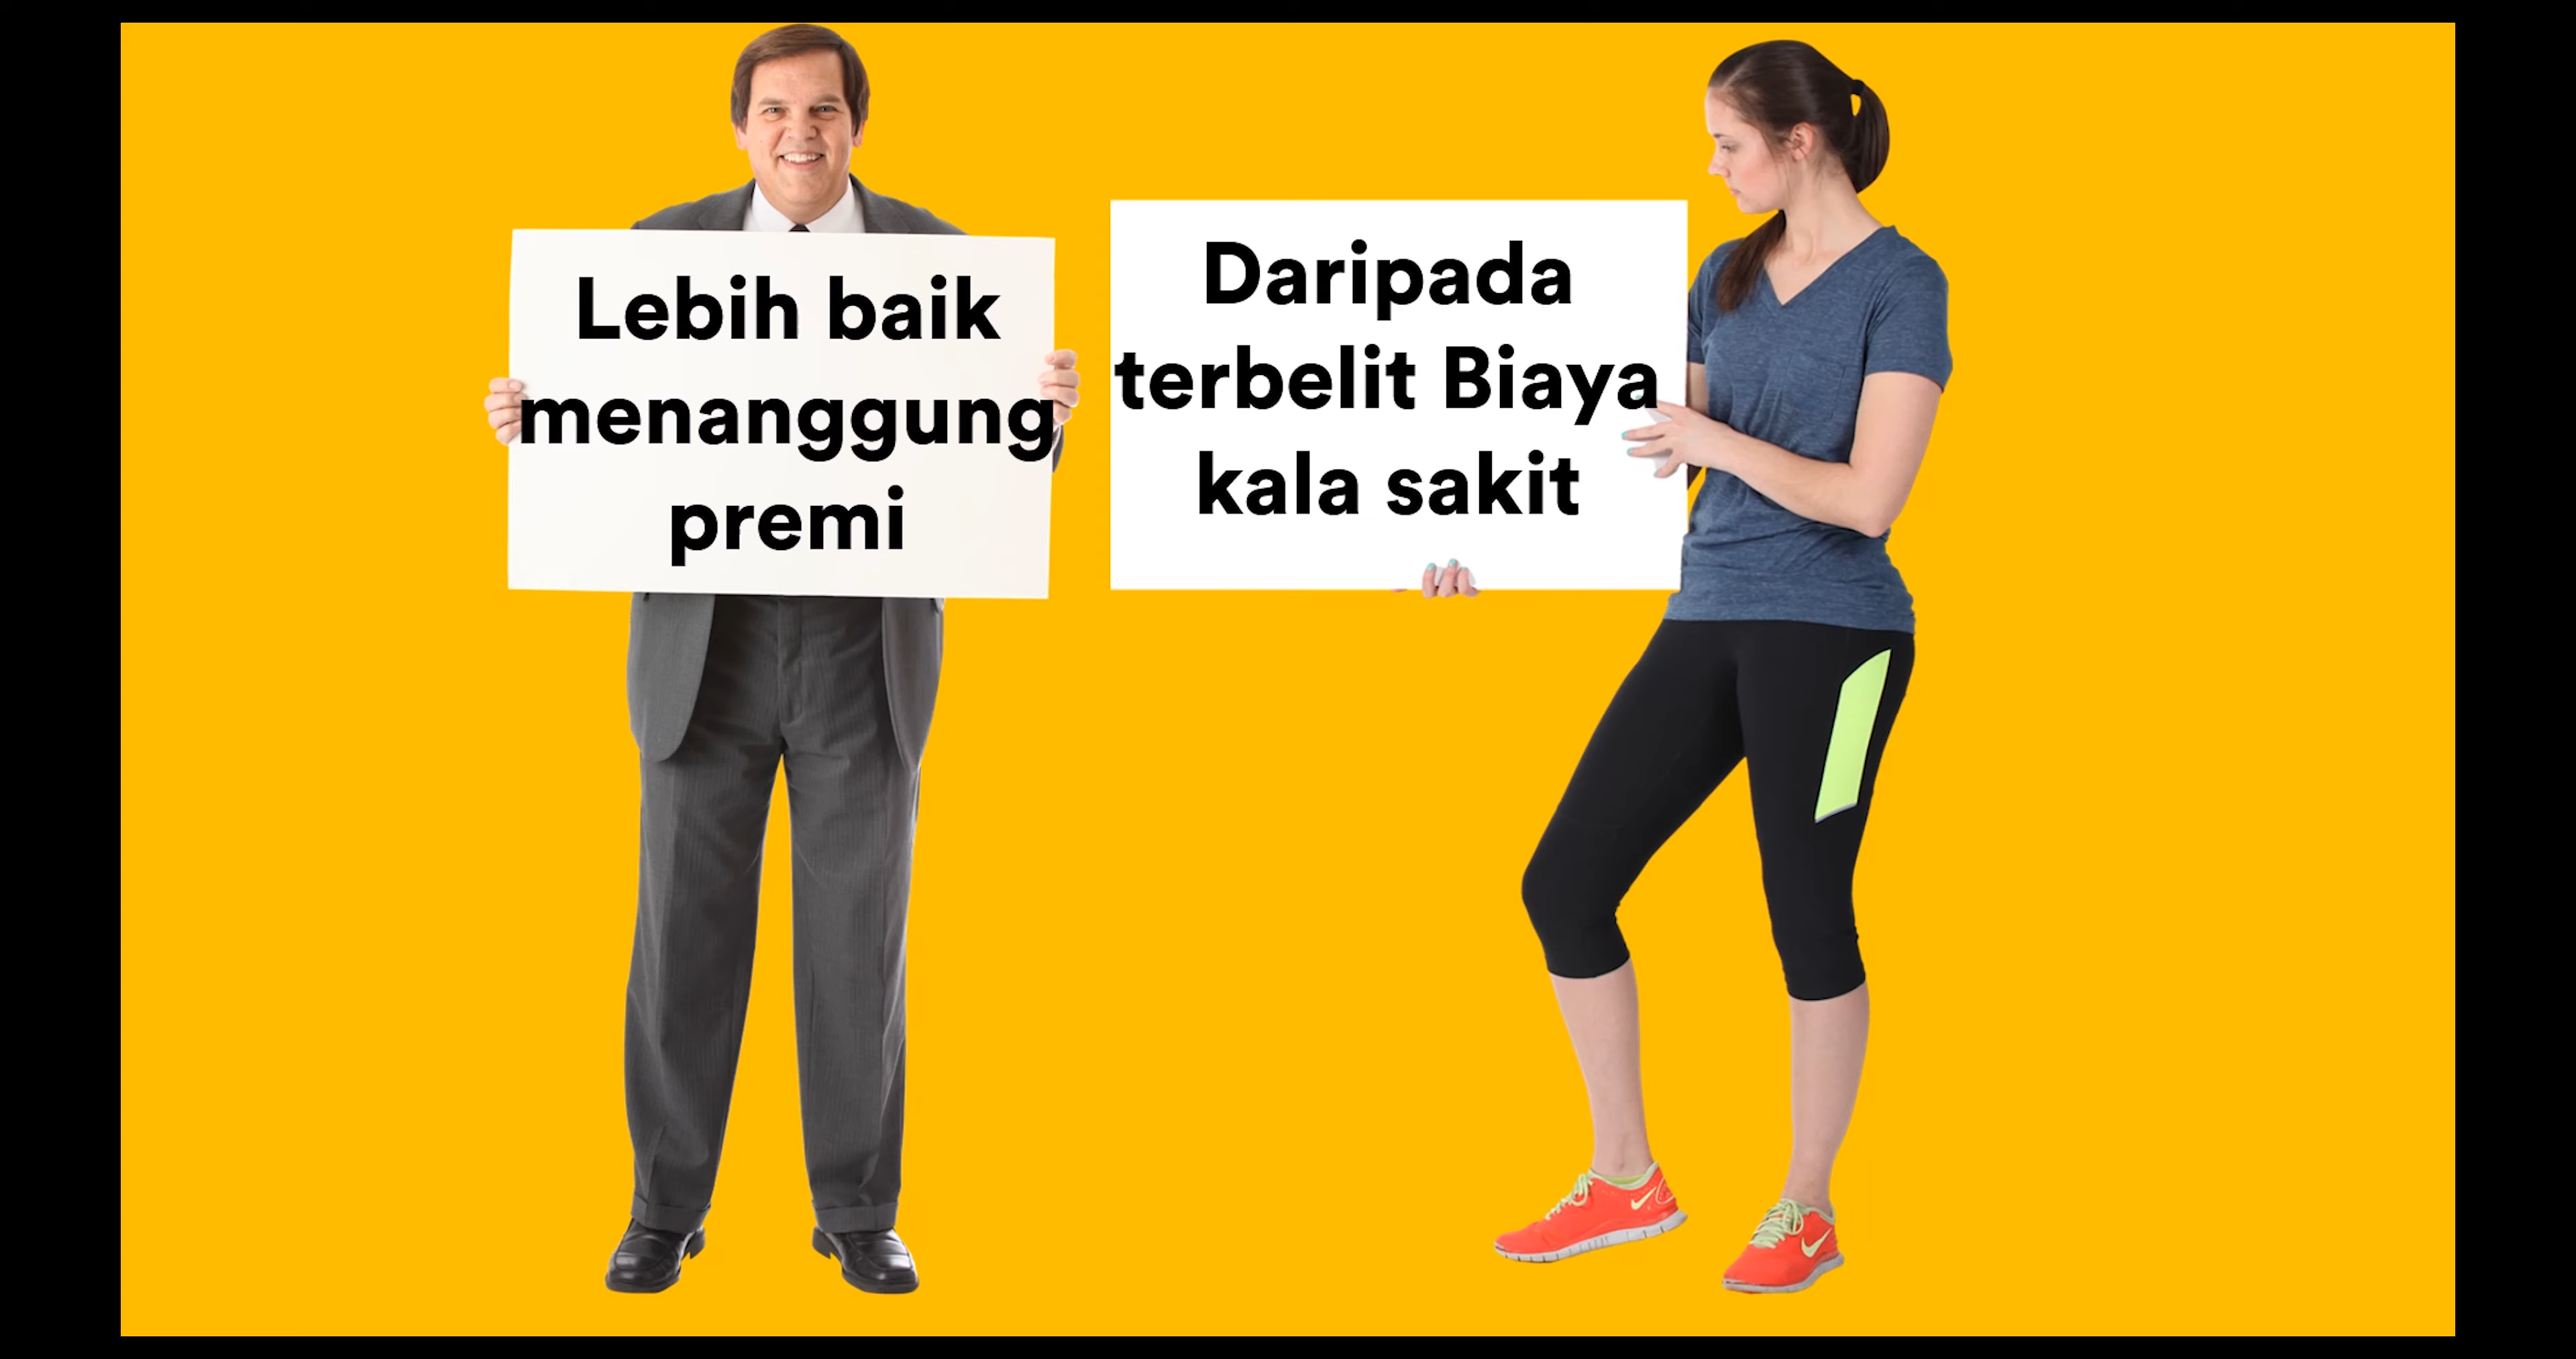 Lebih baik
menanggung
premi
Daripada
terbelit Biaya
kala sakit